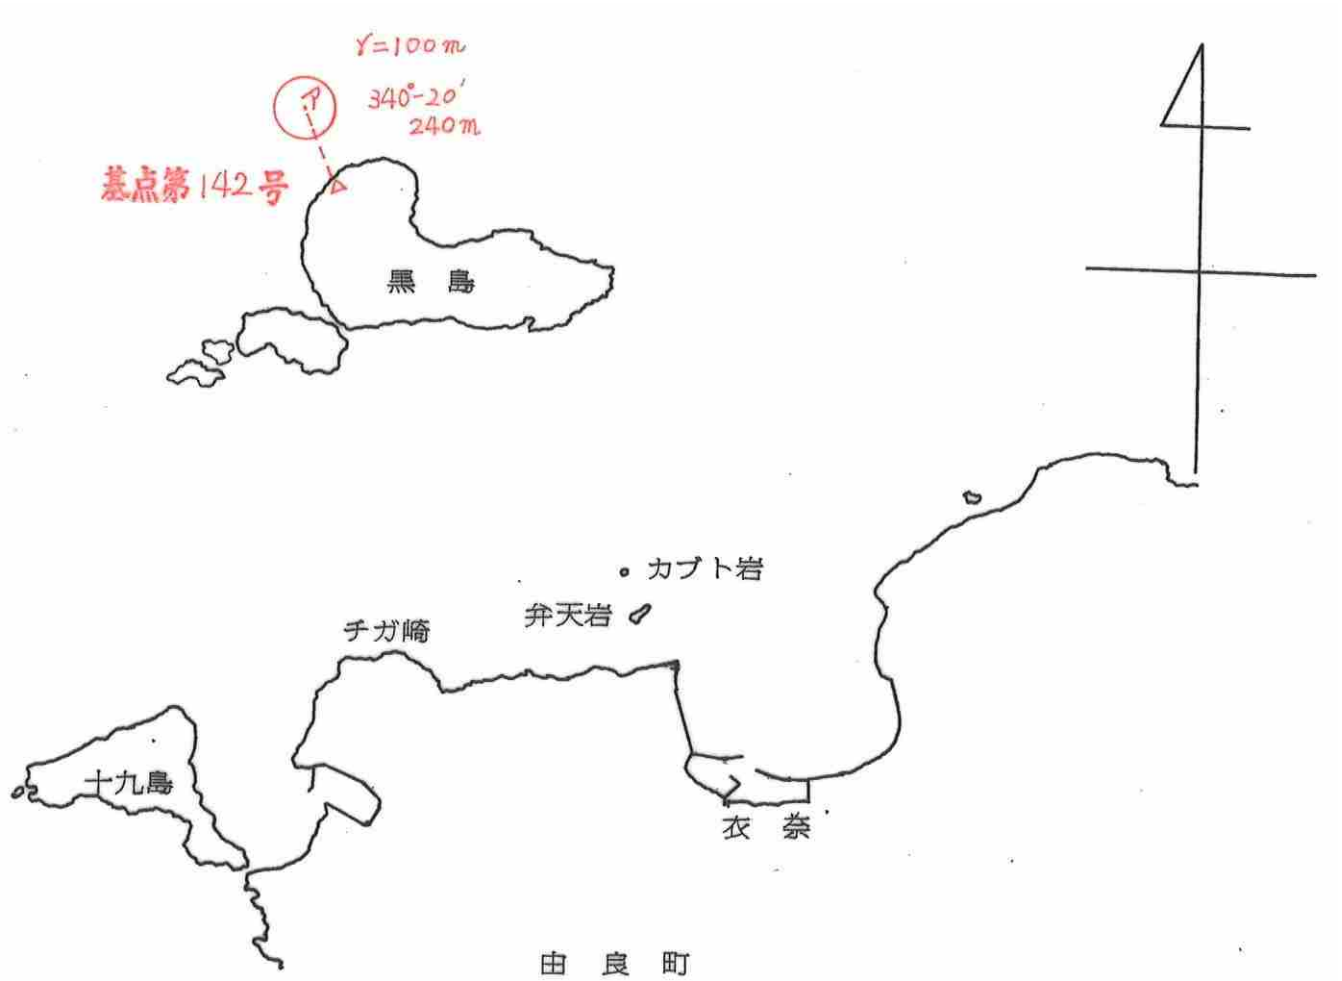 r=100m
ア
340°-20′
240m
基点第142号
黒島
カブト岩
弁天岩
チガ崎
十九島
衣奈
由良町